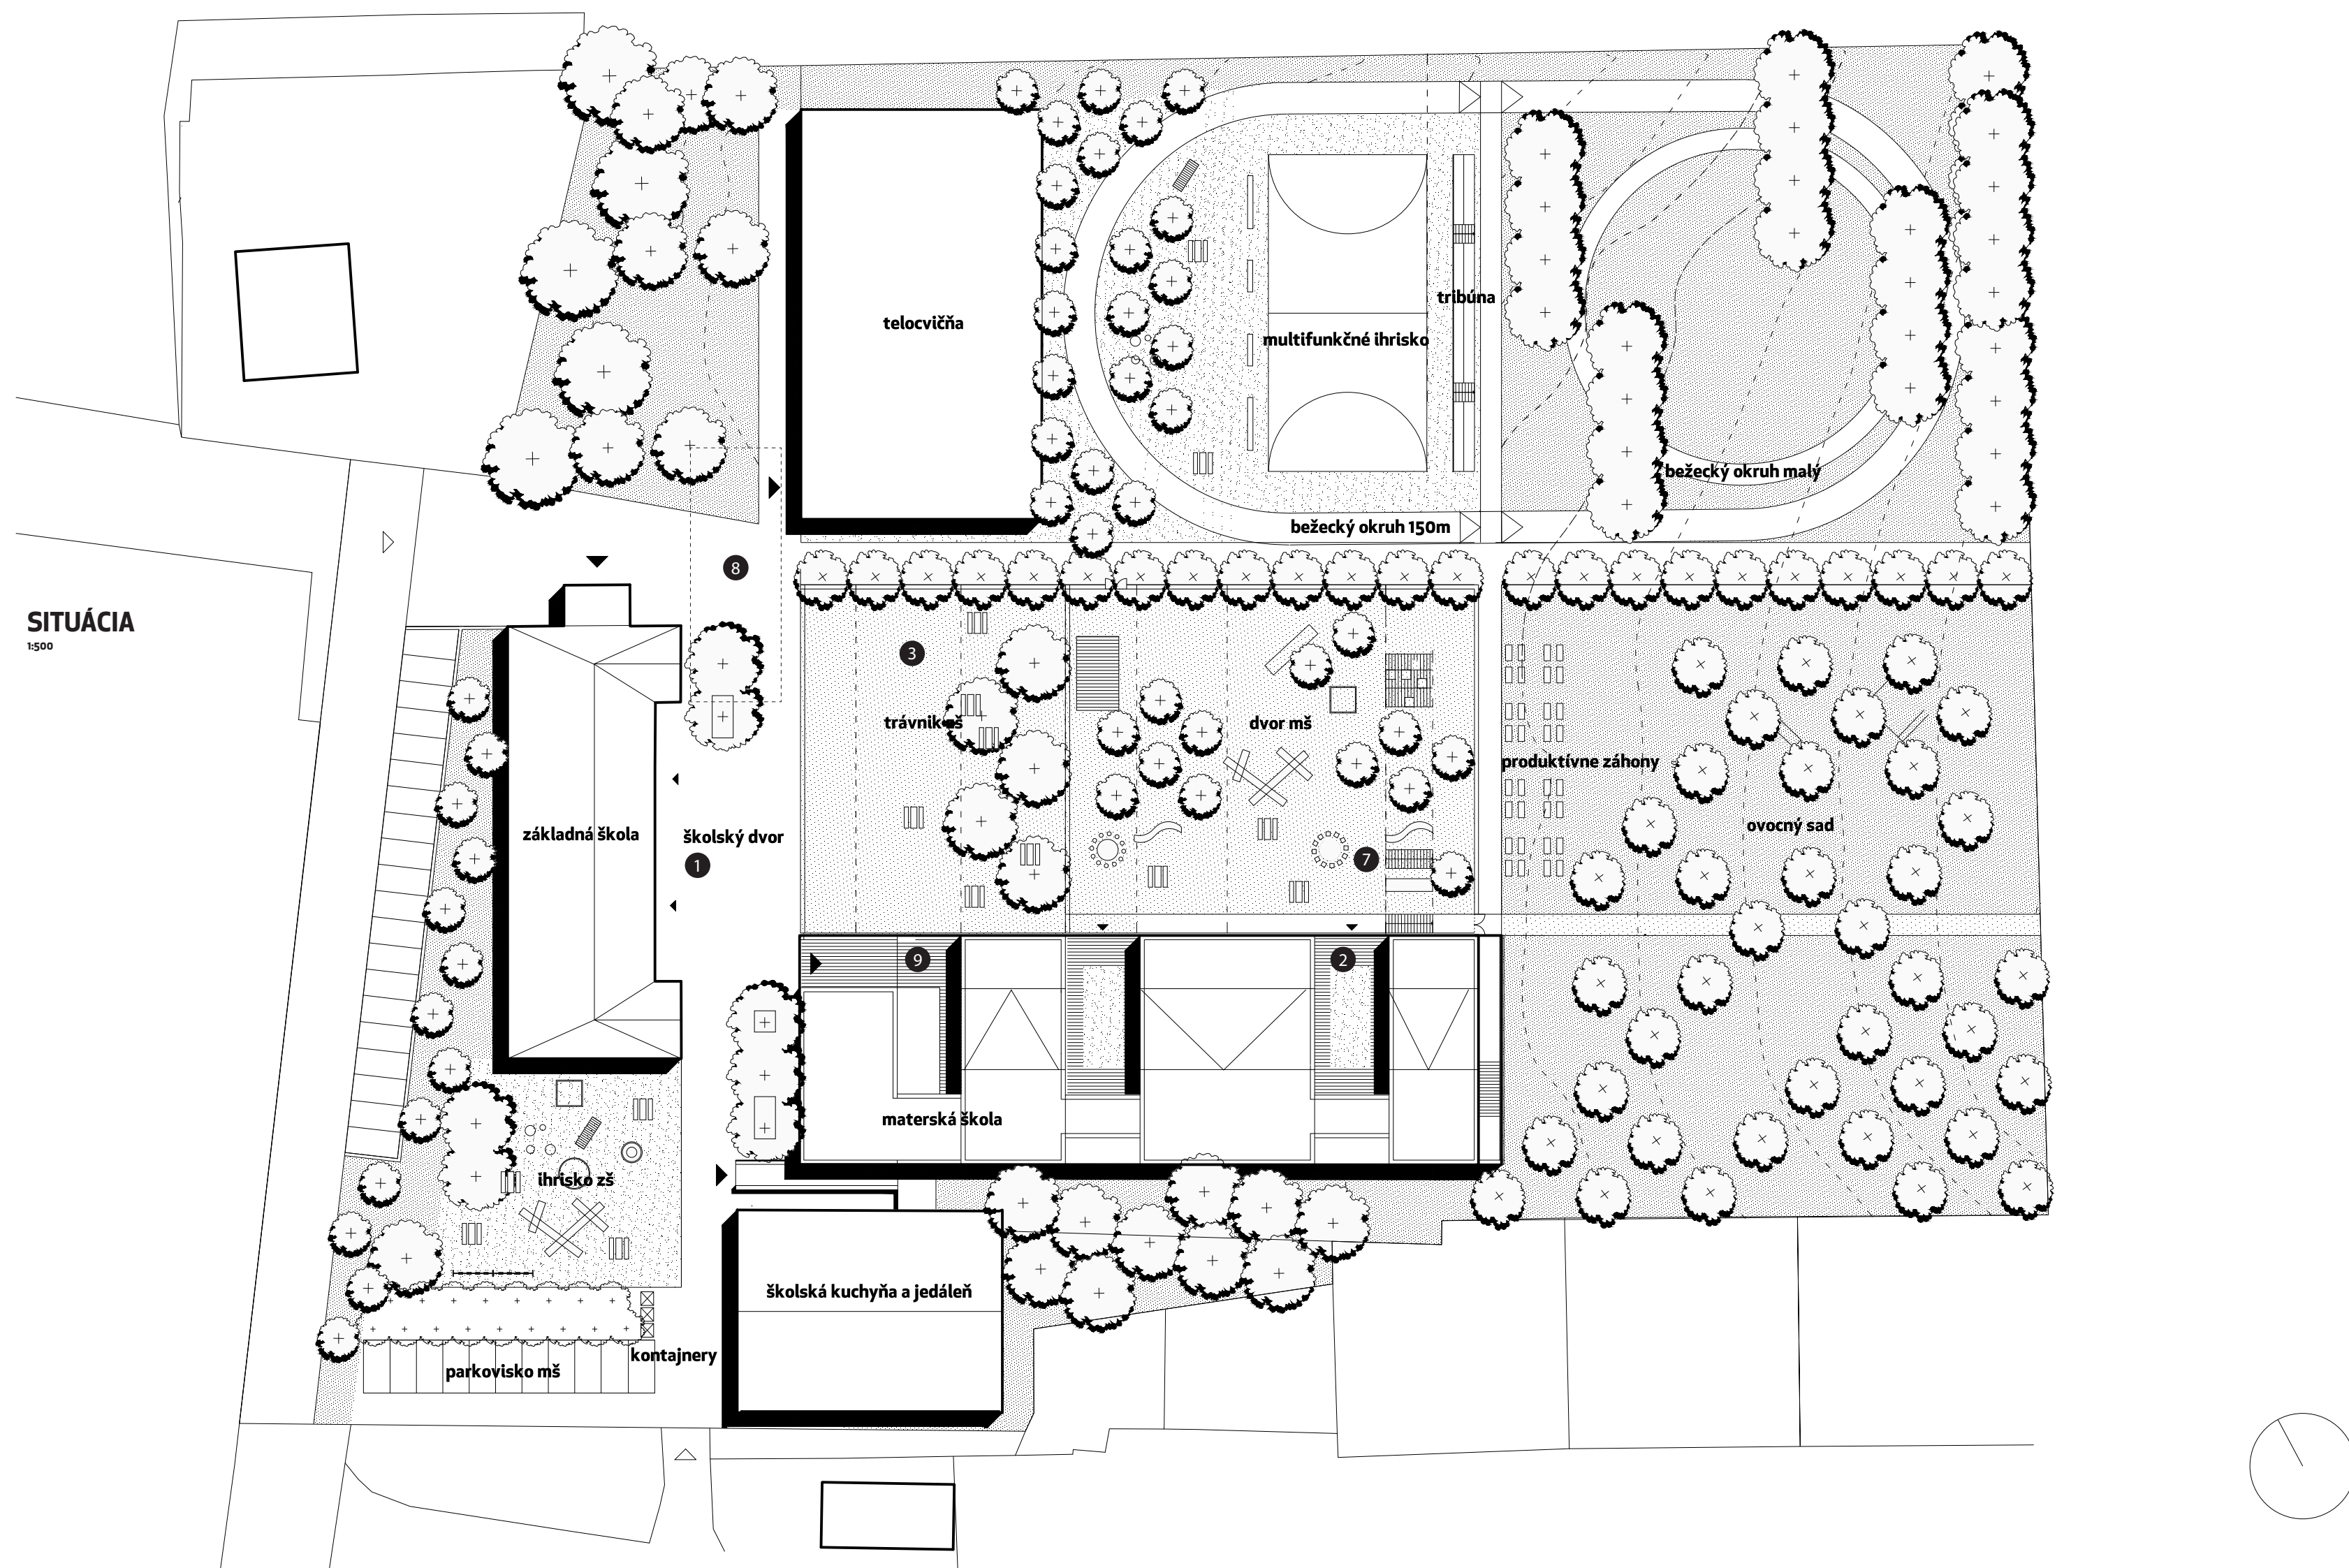 telocvičňa
tribúna
multifunkčné ihrisko
bežecký okruh malý
bežecký okruh 150m
8
SITUÁCIA
1:500
3
trávnik zš
dvor mš
produktívne záhony
ovocný sad
základná škola
školský dvor
1
7
9
2
materská škola
ihrisko zš
školská kuchyňa a jedáleň
kontajnery
parkovisko mš